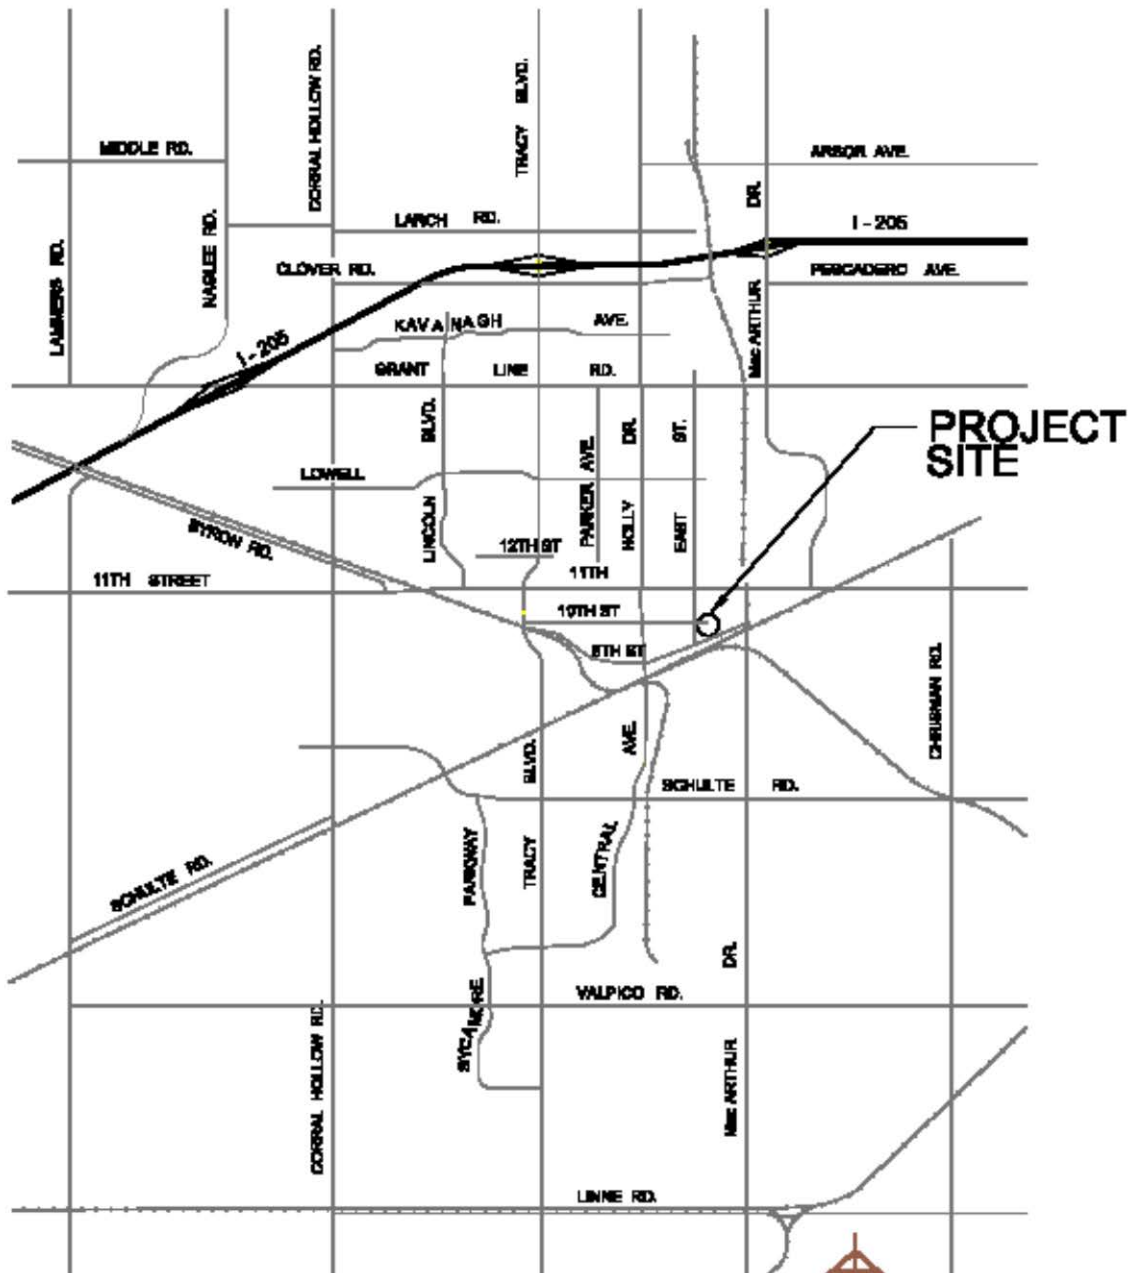 CORRAL HOLLOW RD.
TRACY BLVD.
MIDDLE RD.
ARBOR AVE.
DR.
LARCH RD.
I - 205
NAGLEE RD.
LAMMERS RD.
CLOVER RD.
PESCADERO AVE.
MacARTHUR
KAVANAGH AVE.
I - 205
GRANT LINE RD.
BLVD.
PARKER AVE.
DR.
ST.
PROJECT
SITE
LOWELL
LINCOLN
HOLLY
EAST
BYRON RD.
12TH ST
11TH STREET
11TH
10TH ST
6TH ST
CHRISMAN RD.
AVE.
BLVD.
SCHULTE RD.
PARKWAY
TRACY
CENTRAL
SCHULTE RD.
DR.
VALPICO RD.
SYCAMORE
CORRAL HOLLOW RD.
MacARTHUR
LINNE RD.